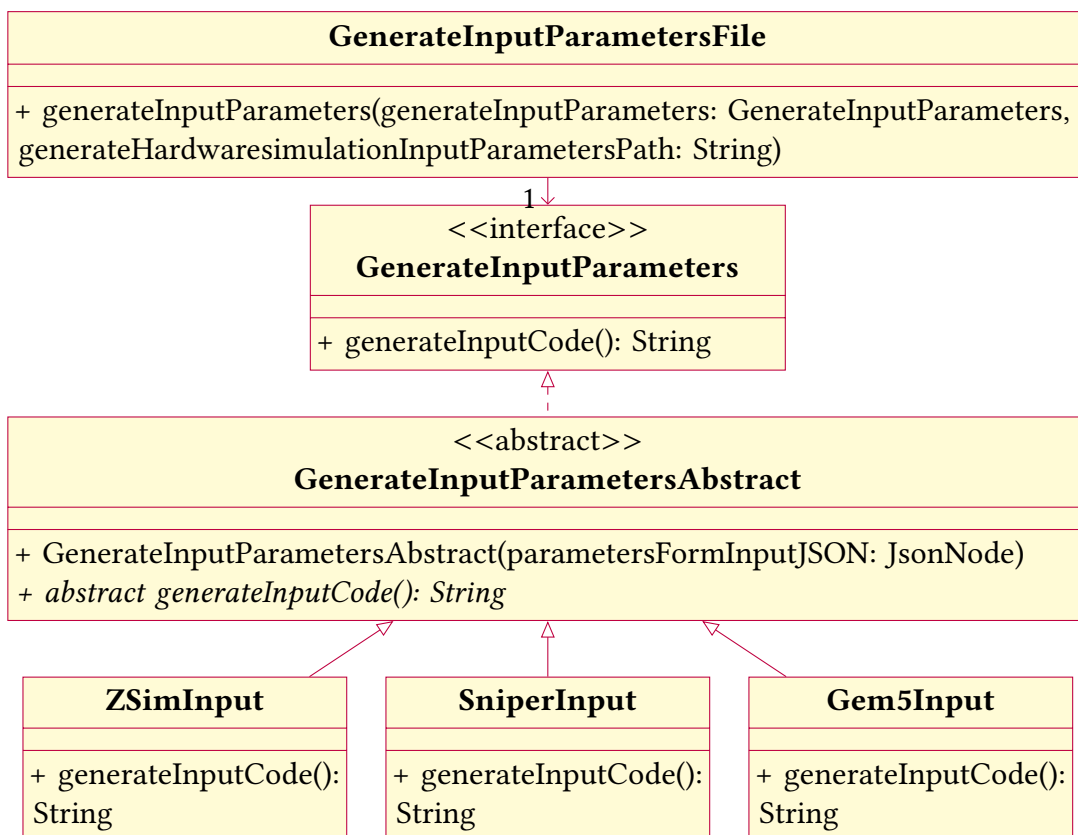 GenerateInputParametersFile
+ generateInputParameters(generateInputParameters: GenerateInputParameters,
generateHardwaresimulationInputParametersPath: String)
1
<<interface>>
GenerateInputParameters
+ generateInputCode(): String
<<abstract>>
GenerateInputParametersAbstract
+ GenerateInputParametersAbstract(parametersFormInputJSON: JsonNode)
+ abstract generateInputCode(): String
ZSimInput
+ generateInputCode():
String
SniperInput
+ generateInputCode():
String
Gem5Input
+ generateInputCode():
String